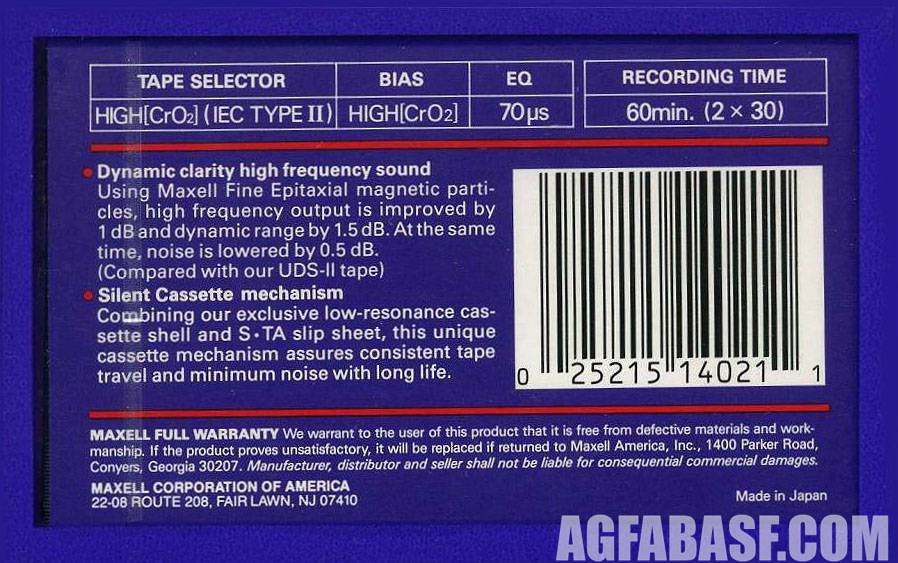 TAPE SELECTOR BIAS EQ RECORDING TIME
HIGH[CrO₂] (IEC TYPE II) HIGH[CrO₂] 70µs 60min. (2 × 30)
• Dynamic clarity high frequency sound
Using Maxell Fine Epitaxial magnetic parti-
cles, high frequency output is improved by
1 dB and dynamic range by 1.5 dB. At the same
time, noise is lowered by 0.5 dB.
(Compared with our UDS-II tape)
• Silent Cassette mechanism
Combining our exclusive low-resonance cas-
sette shell and S•TA slip sheet, this unique
cassette mechanism assures consistent tape
travel and minimum noise with long life.
0 25215 14021 1
MAXELL FULL WARRANTY We warrant to the user of this product that it is free from defective materials and work-
manship. If the product proves unsatisfactory, it will be replaced if returned to Maxell America, Inc., 1400 Parker Road,
Conyers, Georgia 30207. Manufacturer, distributor and seller shall not be liable for consequential commercial damages.
MAXELL CORPORATION OF AMERICA
22-08 ROUTE 208, FAIR LAWN, NJ 07410
Made in Japan
AGFABASF.COM